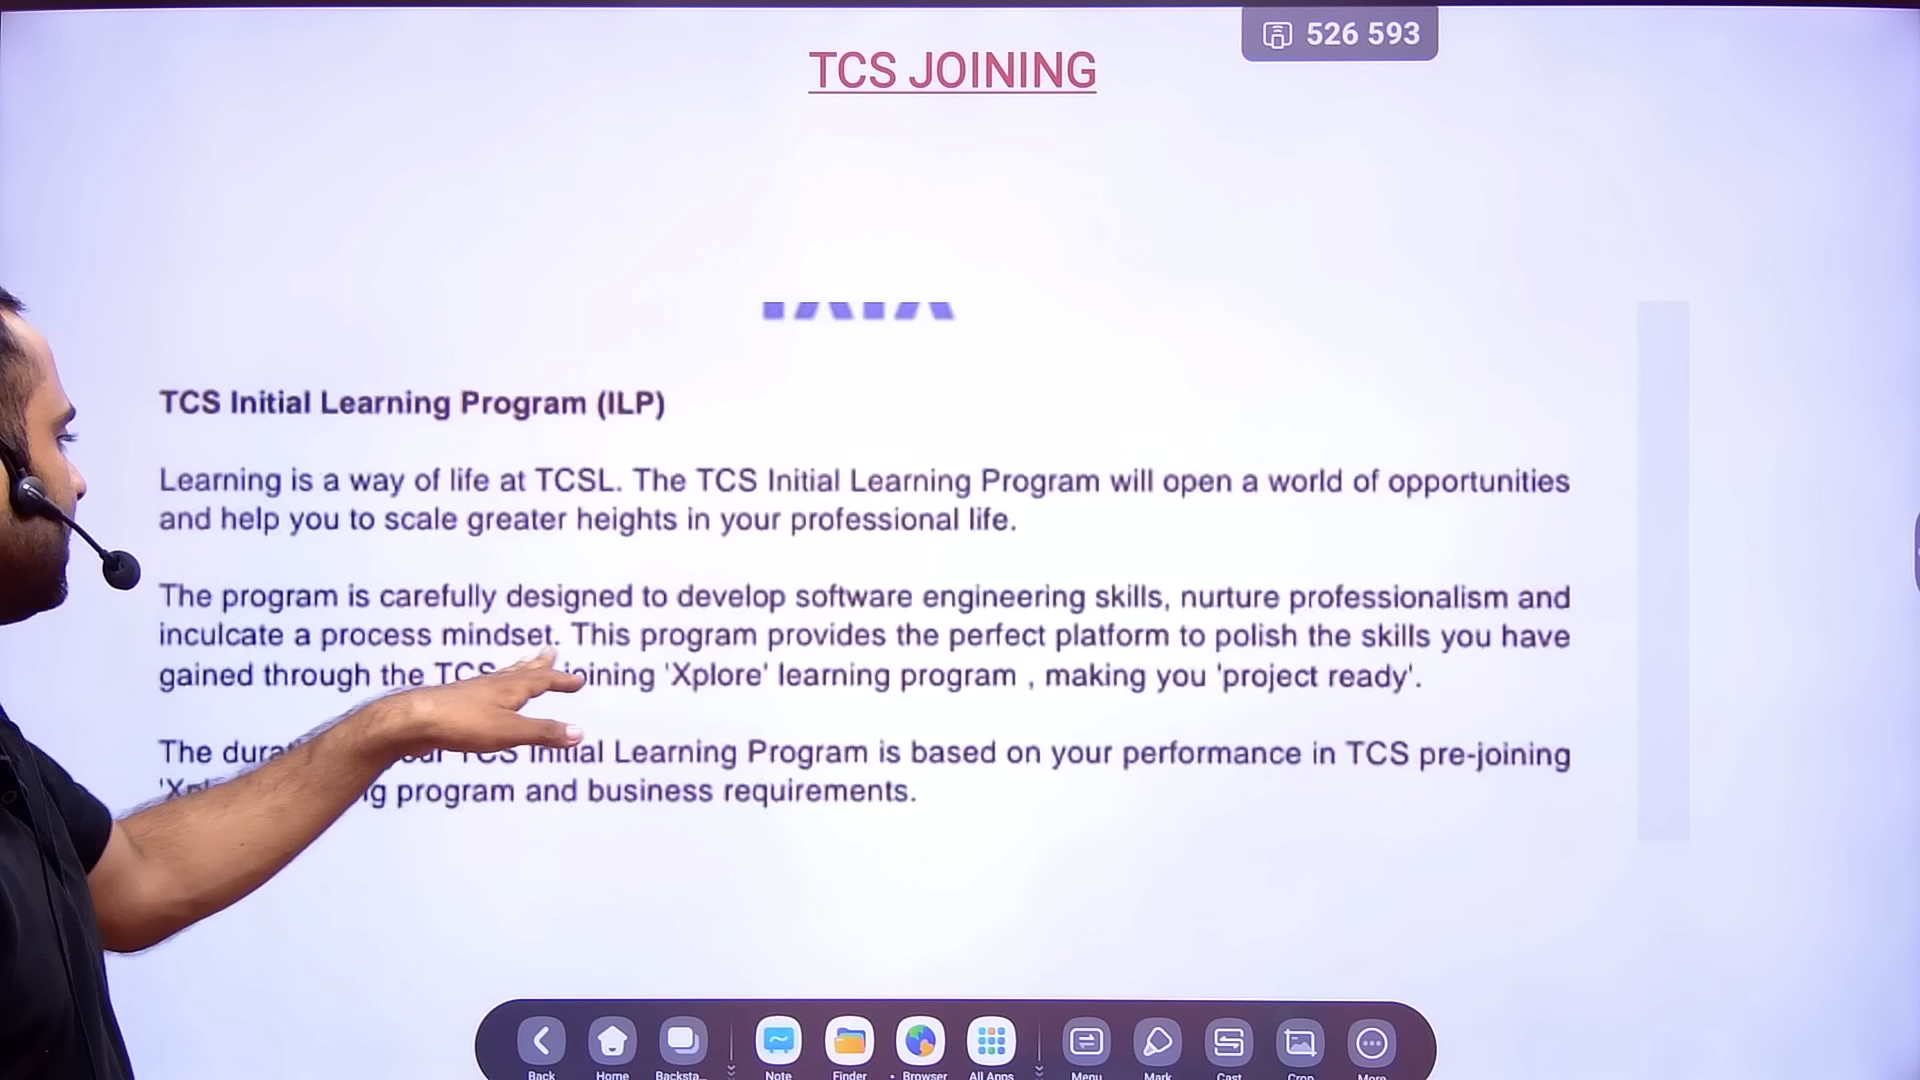 526 593
TCS JOINING
TCS Initial Learning Program (ILP)
Learning is a way of life at TCSL. The TCS Initial Learning Program will open a world of opportunities
and help you to scale greater heights in your professional life.
The program is carefully designed to develop software engineering skills, nurture professionalism and
inculcate a process mindset. This program provides the perfect platform to polish the skills you have
gained through the TCS joining 'Xplore' learning program , making you 'project ready'.
The TCS Initial Learning Program is based on your performance in TCS pre-joining
program and business requirements.
Back Home Backsta... Note Finder • Browser All Apps Menu Mark Cast Crop More